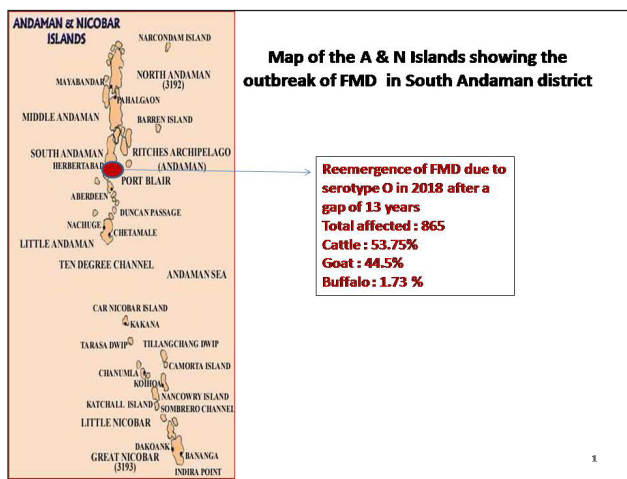 ANDAMAN & NICOBAR
ISLANDS
NARCONDAM ISLAND
NORTH ANDAMAN
(3192)
MAYABANDAR
PAHALGAON
MIDDLE ANDAMAN
BARREN ISLAND
SOUTH ANDAMAN
RITCHES ARCHIPELAGO
(ANDAMAN)
HERBERTABAD
PORT BLAIR
ABERDEEN
DUNCAN PASSAGE
NACHUGE
CHETAMALE
LITTLE ANDAMAN
TEN DEGREE CHANNEL
ANDAMAN SEA
CAR NICOBAR ISLAND
KAKANA
TARASA DWIP
TILLANGCHANG DWIP
CAMORTA ISLAND
CHANUMLA
KOIHOA
NANCOWRY ISLAND
KATCHALL ISLAND
SOMBRERO CHANNEL
LITTLE NICOBAR
DAKOANK
BANANGA
GREAT NICOBAR
(3193)
INDIRA POINT
Map of the A & N Islands showing the
outbreak of FMD in South Andaman district
Reemergence of FMD due to
serotype O in 2018 after a
gap of 13 years
Total affected : 865
Cattle : 53.75%
Goat : 44.5%
Buffalo : 1.73 %
1